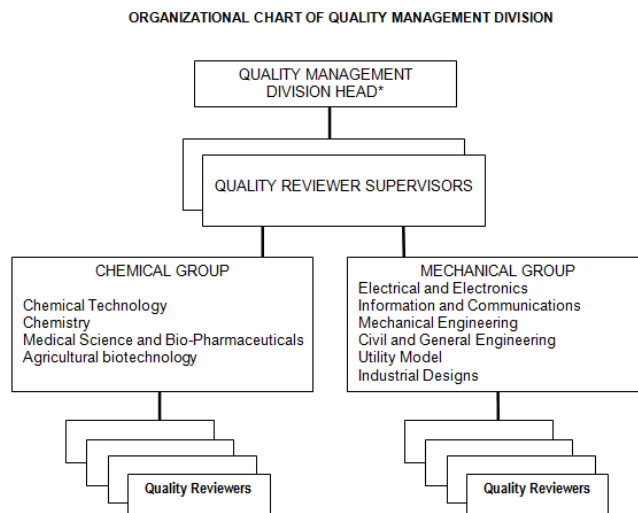 ORGANIZATIONAL CHART OF QUALITY MANAGEMENT DIVISION
QUALITY MANAGEMENT
DIVISION HEAD*
QUALITY REVIEWER SUPERVISORS
CHEMICAL GROUP
Chemical Technology
Chemistry
Medical Science and Bio-Pharmaceuticals
Agricultural biotechnology
MECHANICAL GROUP
Electrical and Electronics
Information and Communications
Mechanical Engineering
Civil and General Engineering
Utility Model
Industrial Designs
Quality Reviewers
Quality Reviewers